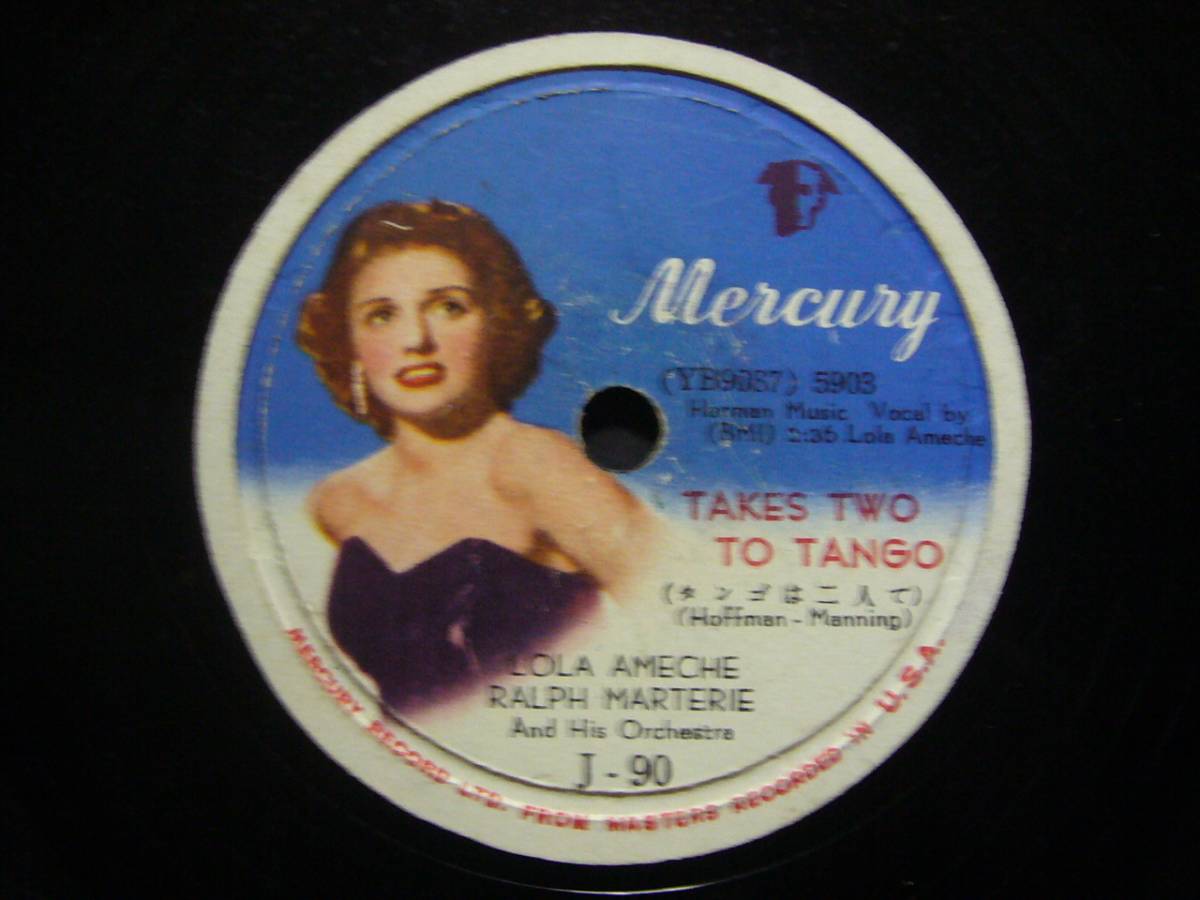 Mercury
(YB9037) 5903
Harman Music Vocal by
(BMI) 2:35 Lola Ameche
TAKES TWO
TO TANGO
(タンゴは二人で)
(Hoffman - Manning)
LOLA AMECHE
RALPH MARTERIE
And His Orchestra
J - 90
MERCURY RECORD LTD. FROM MASTERS RECORDED IN U.S.A.